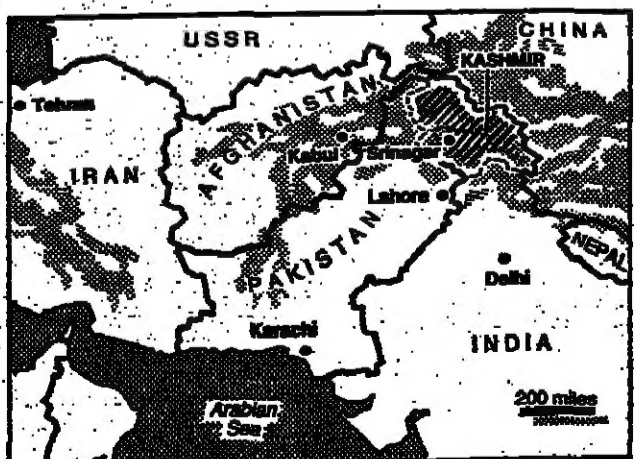 USSR
CHINA
KASHMIR
Tehran
AFGHANISTAN
Kabul
Srinagar
IRAN
Lahore
PAKISTAN
NEPAL
Delhi
Karachi
INDIA
200 miles
Arabian
Sea